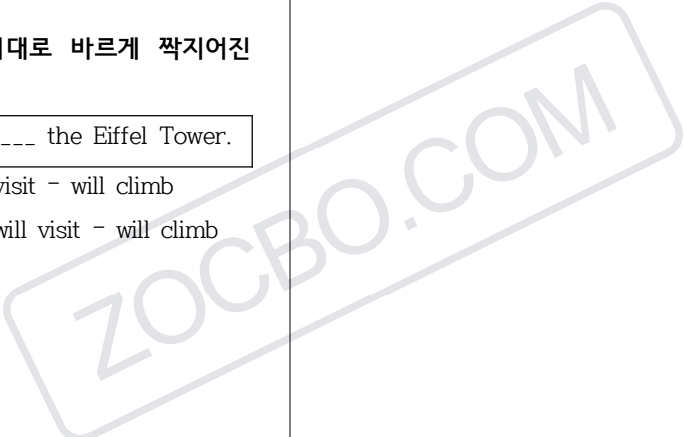 대로 바르게 짝지어진
the Eiffel Tower.
visit - will climb
will visit - will climb
ZOCBO.COM